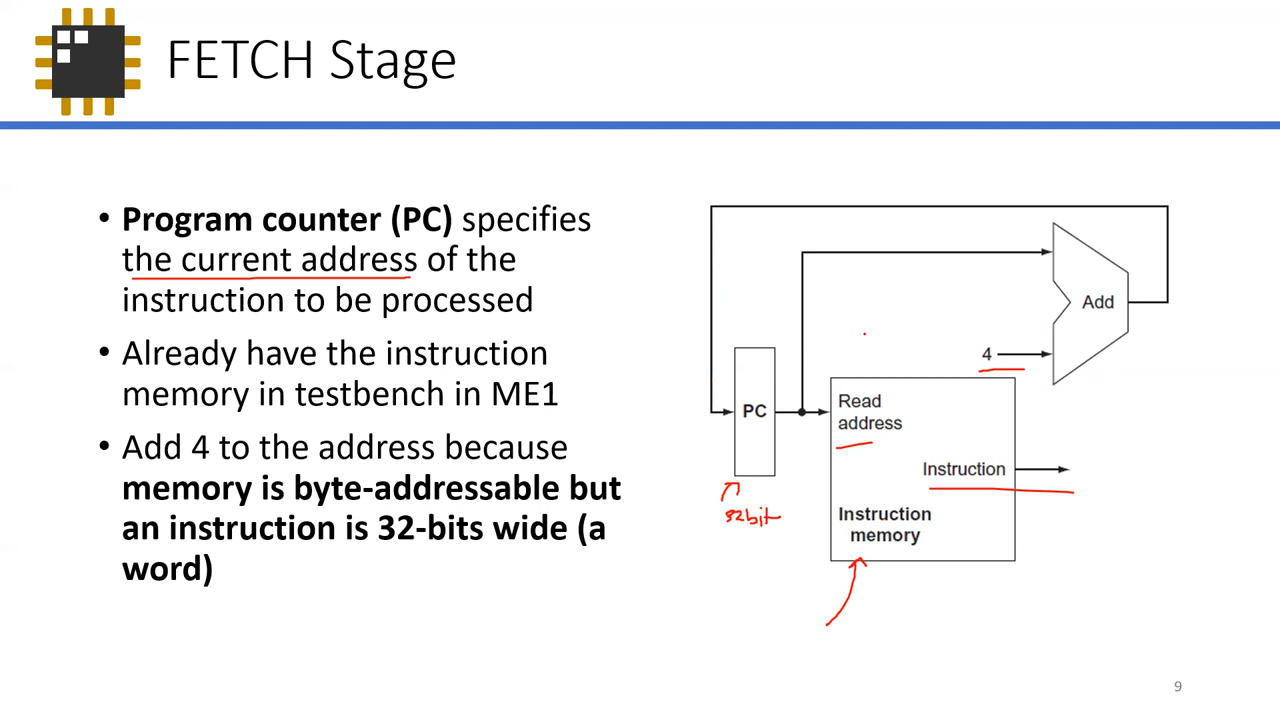 FETCH Stage
• Program counter (PC) specifies
the current address of the
instruction to be processed
• Already have the instruction
memory in testbench in ME1
• Add 4 to the address because
memory is byte-addressable but
an instruction is 32-bits wide (a
word)
Add
4
PC
Read
address
Instruction
Instruction
memory
32bit
9